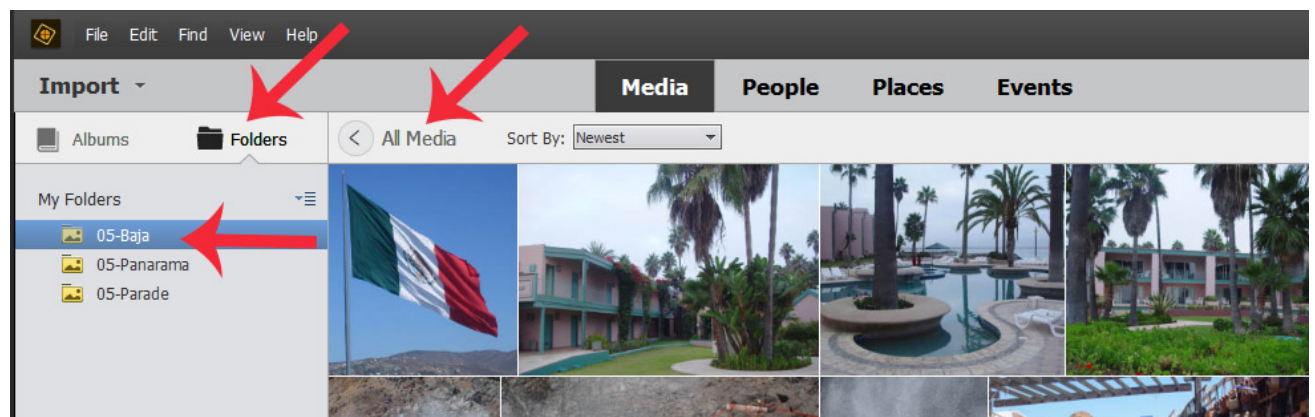 File Edit Find View Help
Import Media People Places Events
Albums Folders All Media Sort By: Newest
My Folders
05-Baja
05-Panarama
05-Parade